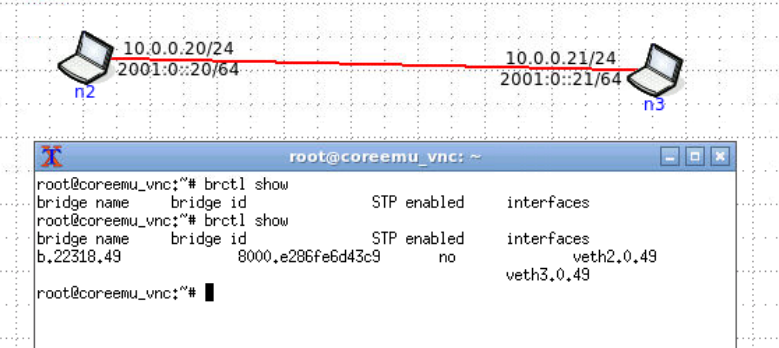 10.0.0.20/24
2001:0::20/64
n2
10.0.0.21/24
2001:0::21/64
n3
root@coreemu_vnc: ~
root@coreemu_vnc:~# brctl show
bridge name bridge id STP enabled interfaces
root@coreemu_vnc:~# brctl show
bridge name bridge id STP enabled interfaces
b.22318.49 8000.e286fe6d43c9 no veth2.0.49
veth3.0.49
root@coreemu_vnc:~#